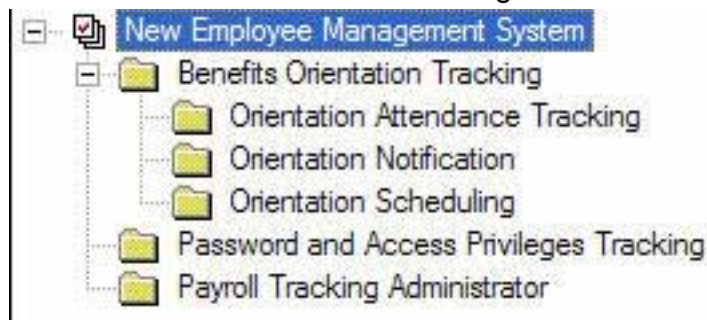 New Employee Management System
Benefits Orientation Tracking
Orientation Attendance Tracking
Orientation Notification
Orientation Scheduling
Password and Access Privileges Tracking
Payroll Tracking Administrator